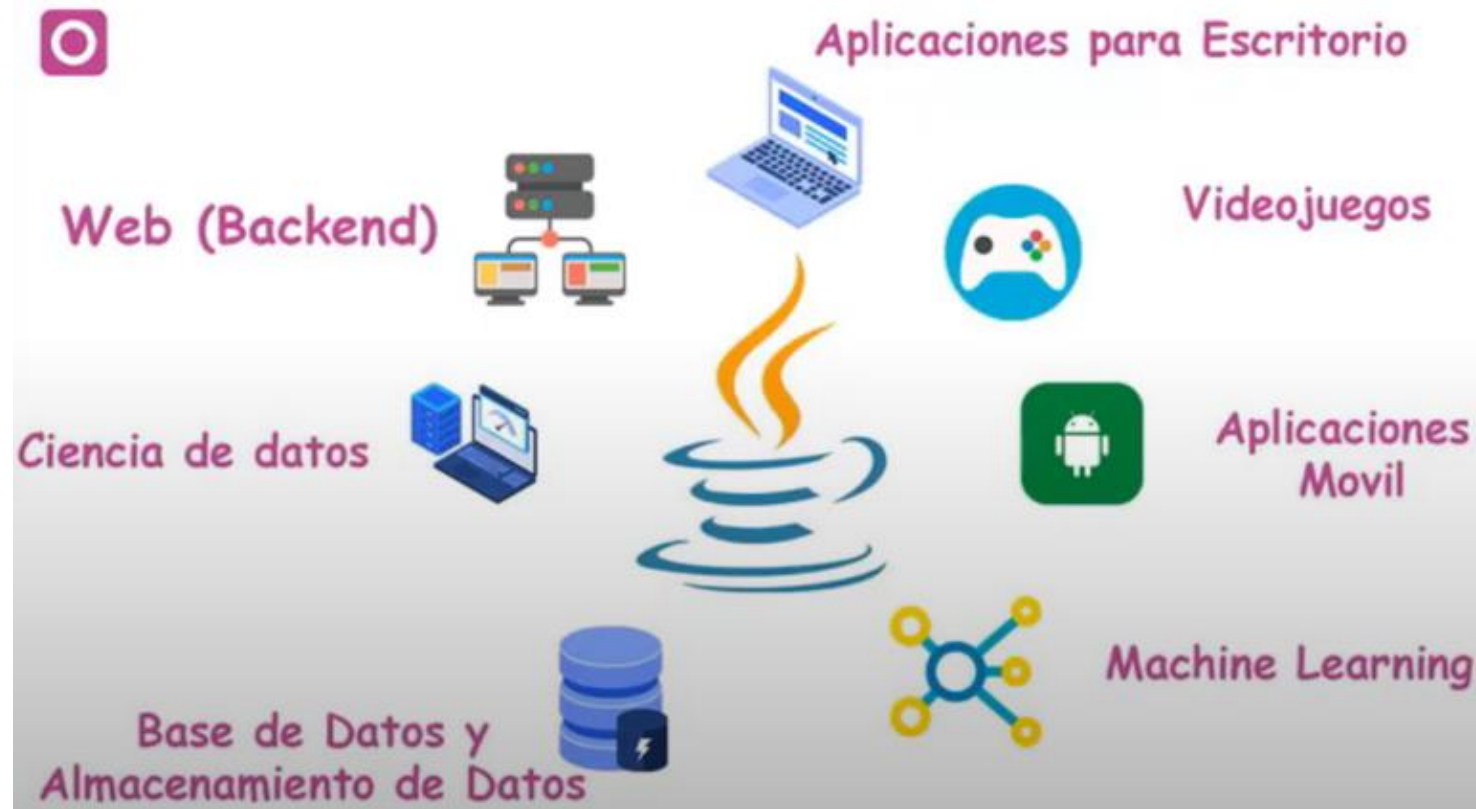 Aplicaciones para Escritorio
Web (Backend)
Videojuegos
Ciencia de datos
Aplicaciones
Movil
Machine Learning
Base de Datos y
Almacenamiento de Datos